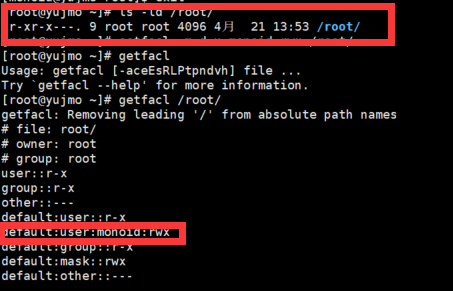 root@yujmo ~]# ls -ld /root/
r-xr-x---. 9 root root 4096 4月 21 13:53 /root/
[root@yujmo ~]# getfacl
Usage: getfacl [-aceEsRLPtpndvh] file ...
Try `getfacl --help' for more information.
[root@yujmo ~]# getfacl /root/
getfacl: Removing leading '/' from absolute path names
# file: root/
# owner: root
# group: root
user::r-x
group::r-x
other::---
default:user::r-x
default:user:monoid:rwx
default:group::r-x
default:mask::rwx
default:other::---